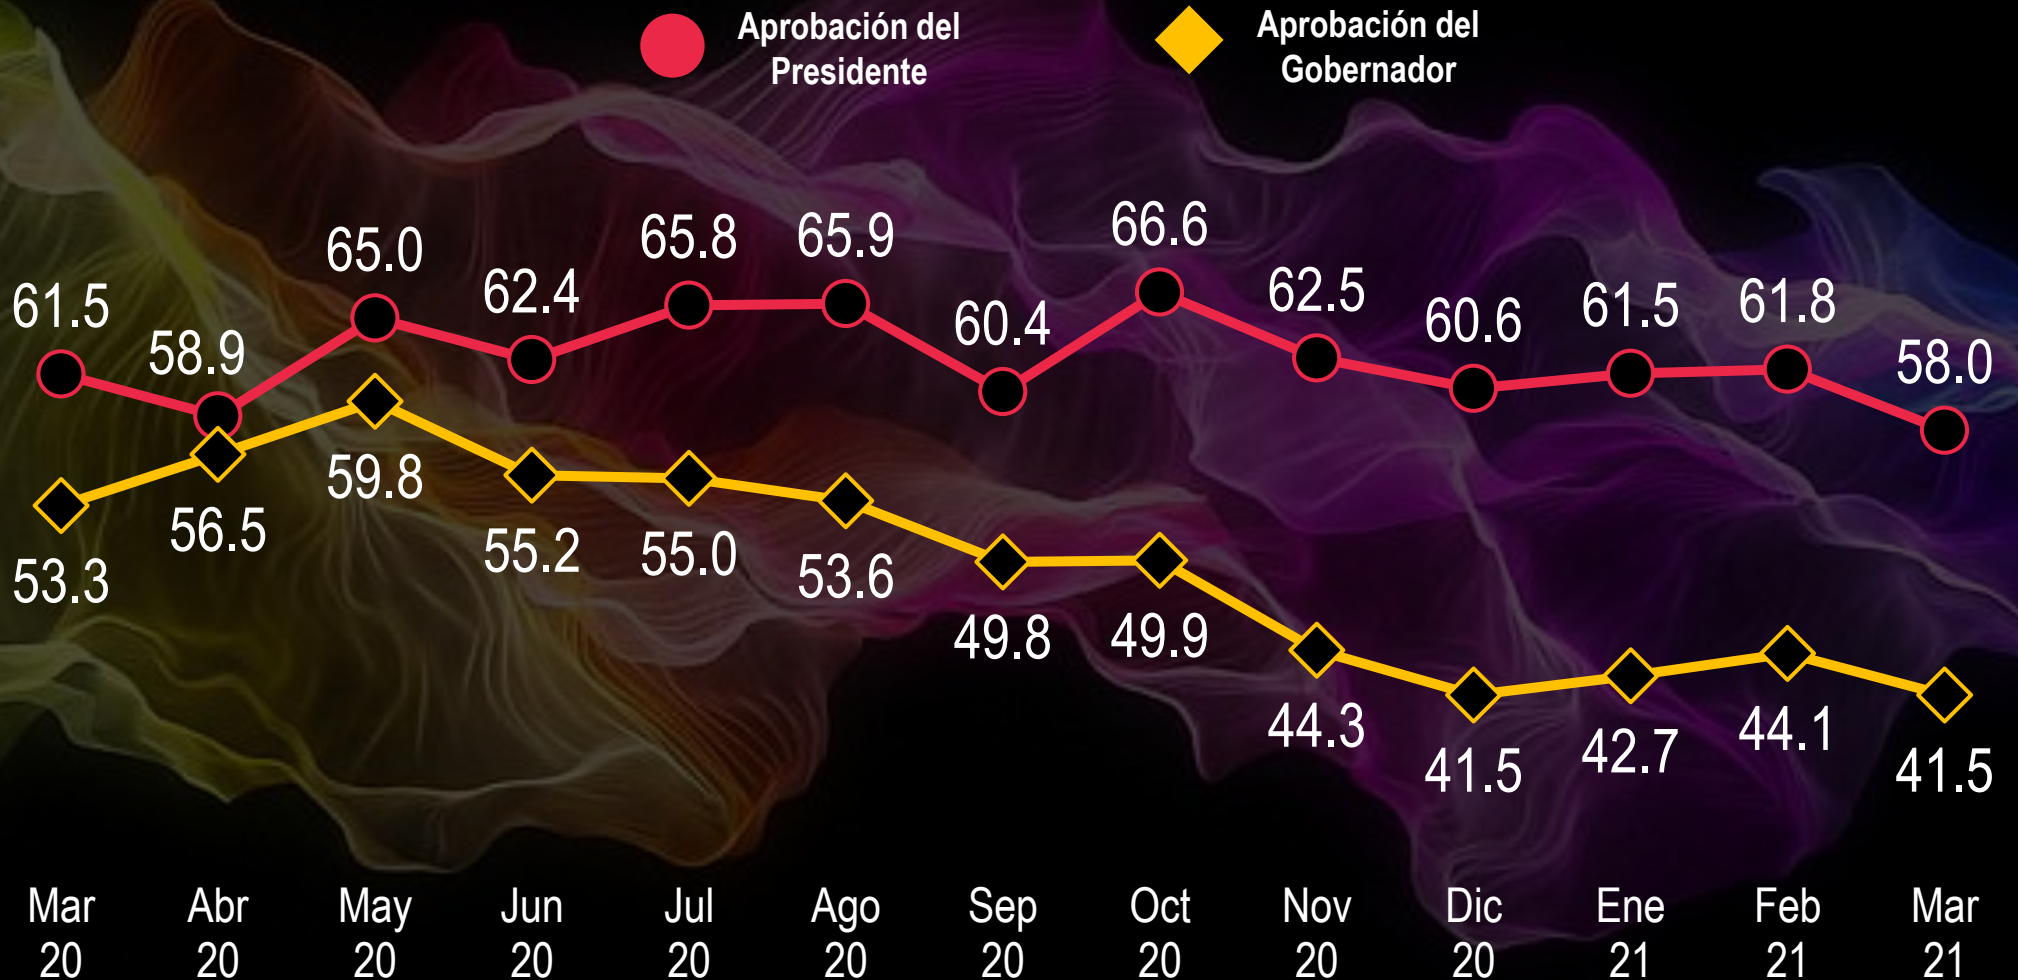 Aprobación del
Presidente
Aprobación del
Gobernador
61.5
58.9
65.0
62.4
65.8
65.9
60.4
66.6
62.5
60.6
61.5
61.8
58.0
53.3
56.5
59.8
55.2
55.0
53.6
49.8
49.9
44.3
41.5
42.7
44.1
41.5
Mar
20
Abr
20
May
20
Jun
20
Jul
20
Ago
20
Sep
20
Oct
20
Nov
20
Dic
20
Ene
21
Feb
21
Mar
21